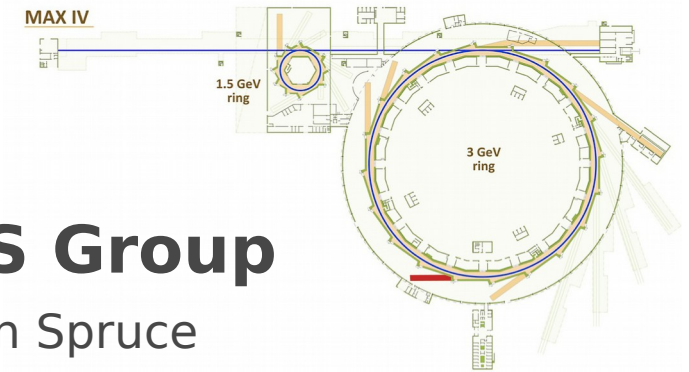 MAX IV
1.5 GeV
ring
3 GeV
ring
S Group
n Spruce